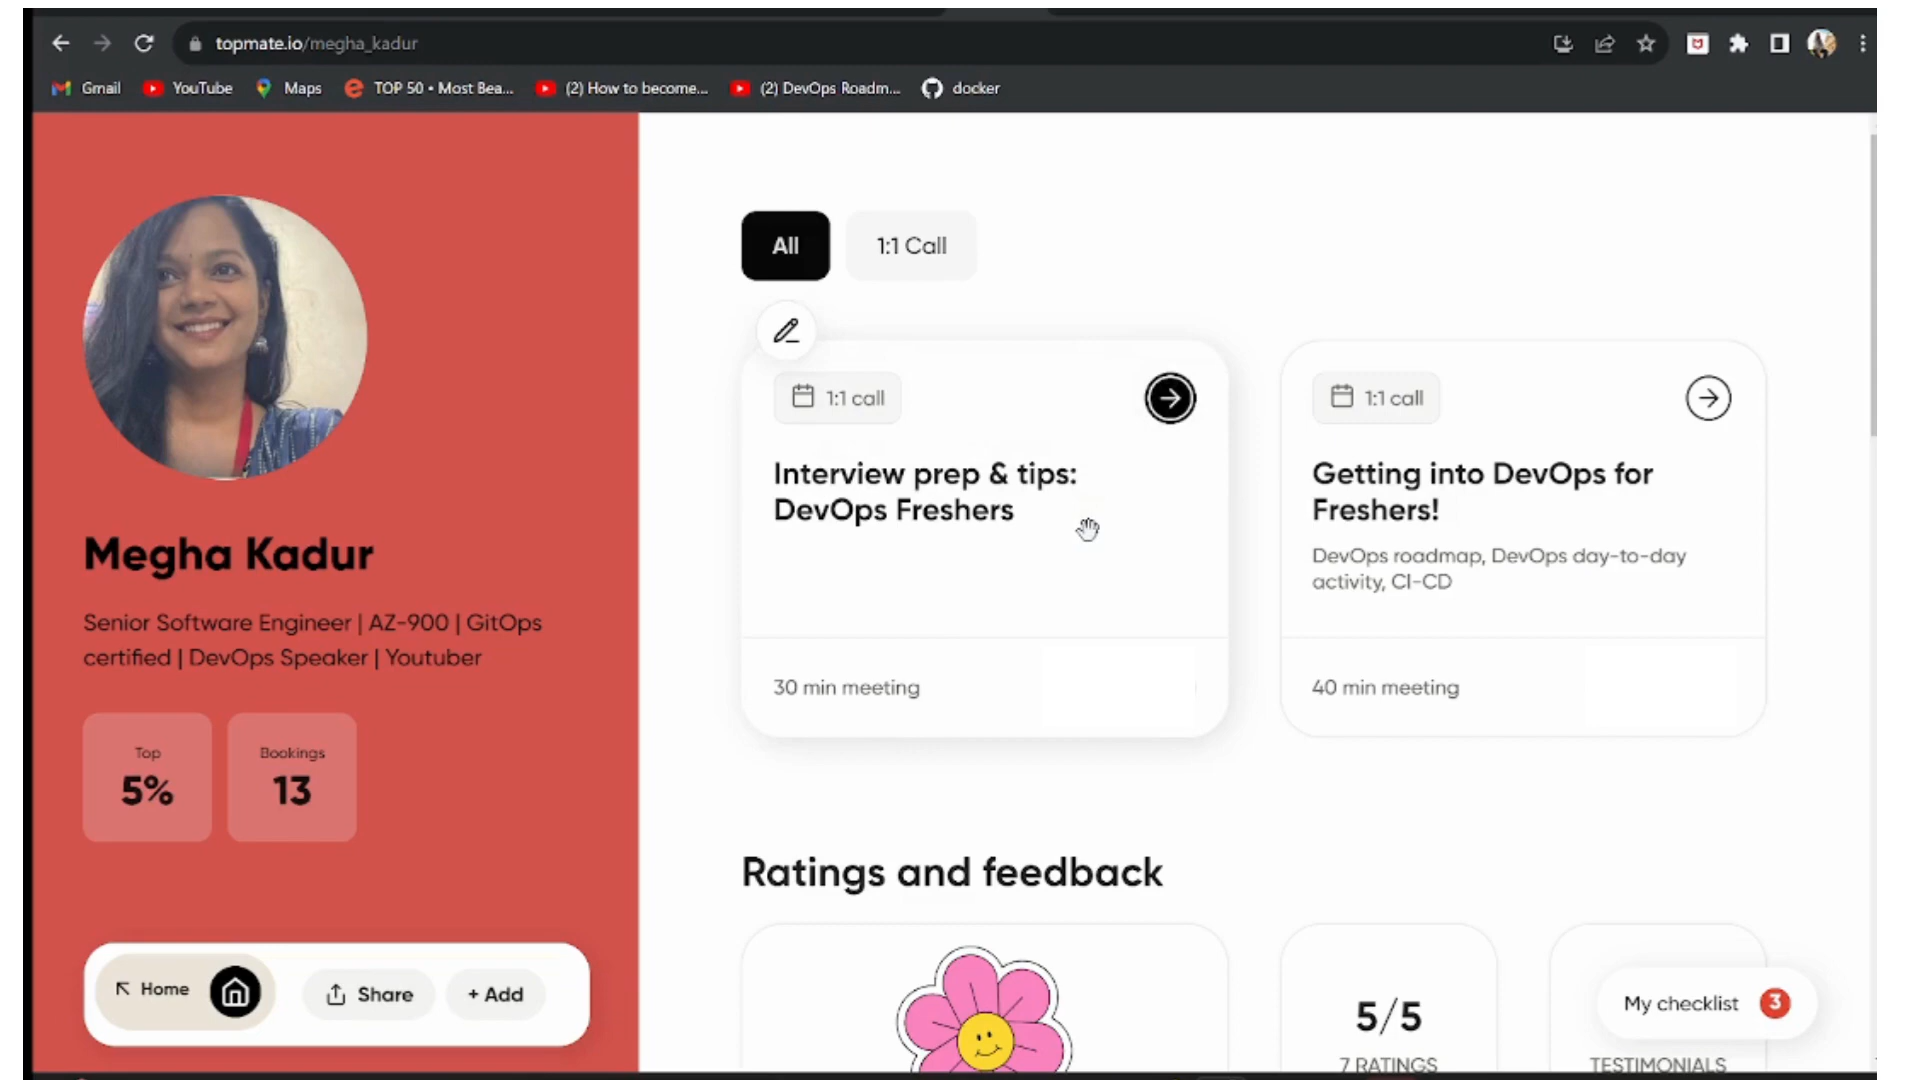 topmate.io/megha_kadur
Gmail YouTube Maps TOP 50 • Most Bea... (2) How to become... (2) DevOps Roadm... docker
Megha Kadur
Senior Software Engineer | AZ-900 | GitOps
certified | DevOps Speaker | Youtuber
Top
5%
Bookings
13
Home Share + Add
All 1:1 Call
1:1 call
Interview prep & tips:
DevOps Freshers
30 min meeting
1:1 call
Getting into DevOps for
Freshers!
DevOps roadmap, DevOps day-to-day
activity, CI-CD
40 min meeting
Ratings and feedback
5/5
7 RATINGS
TESTIMONIALS
My checklist 3